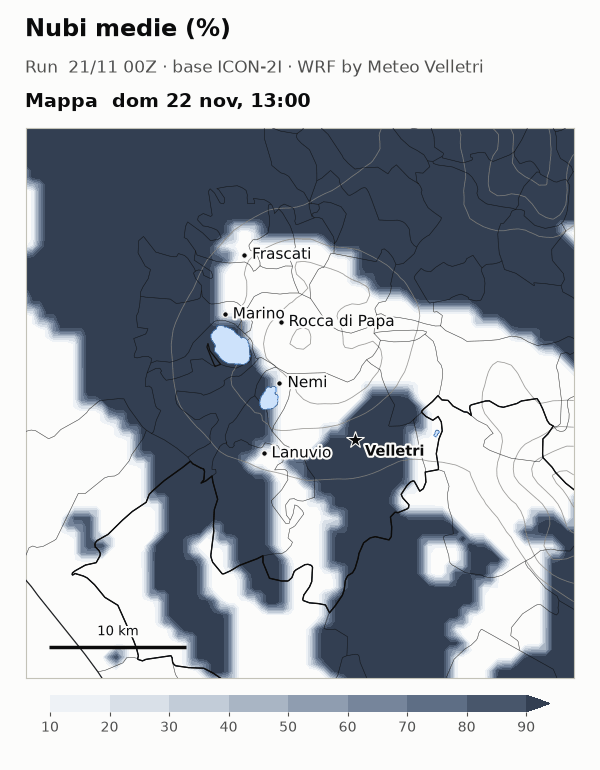 Nubi medie (%)
Run  21/11 00Z · base ICON-2I · WRF by Meteo Velletri
Mappa  dom 22 nov, 13:00
Frascati
Marino
Rocca di Papa
Nemi
Velletri
Lanuvio
10 km
10 20 30 40 50 60 70 80 90